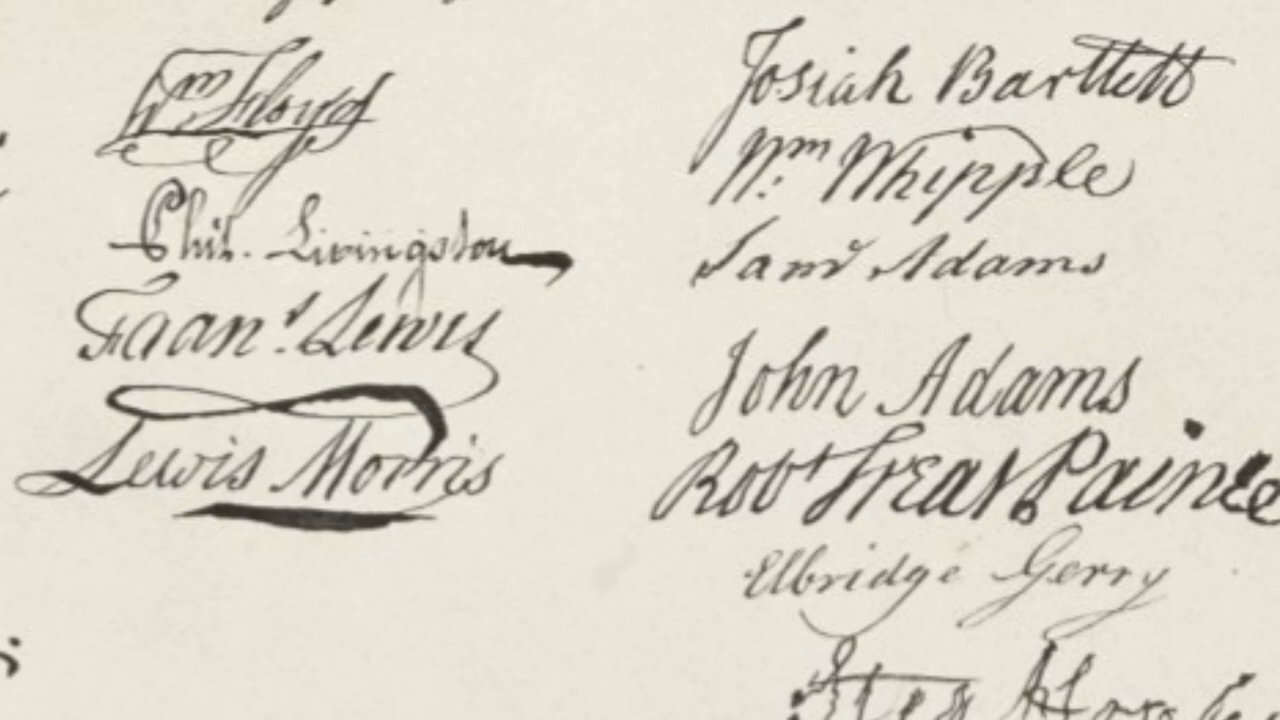 Wm Floyd
Phil. Livingston
Faans. Lewis
Lewis Morris
Josiah Bartlett
Wm Whipple
Saml Adams
John Adams
Robt Treat Paine
Elbridge Gerry